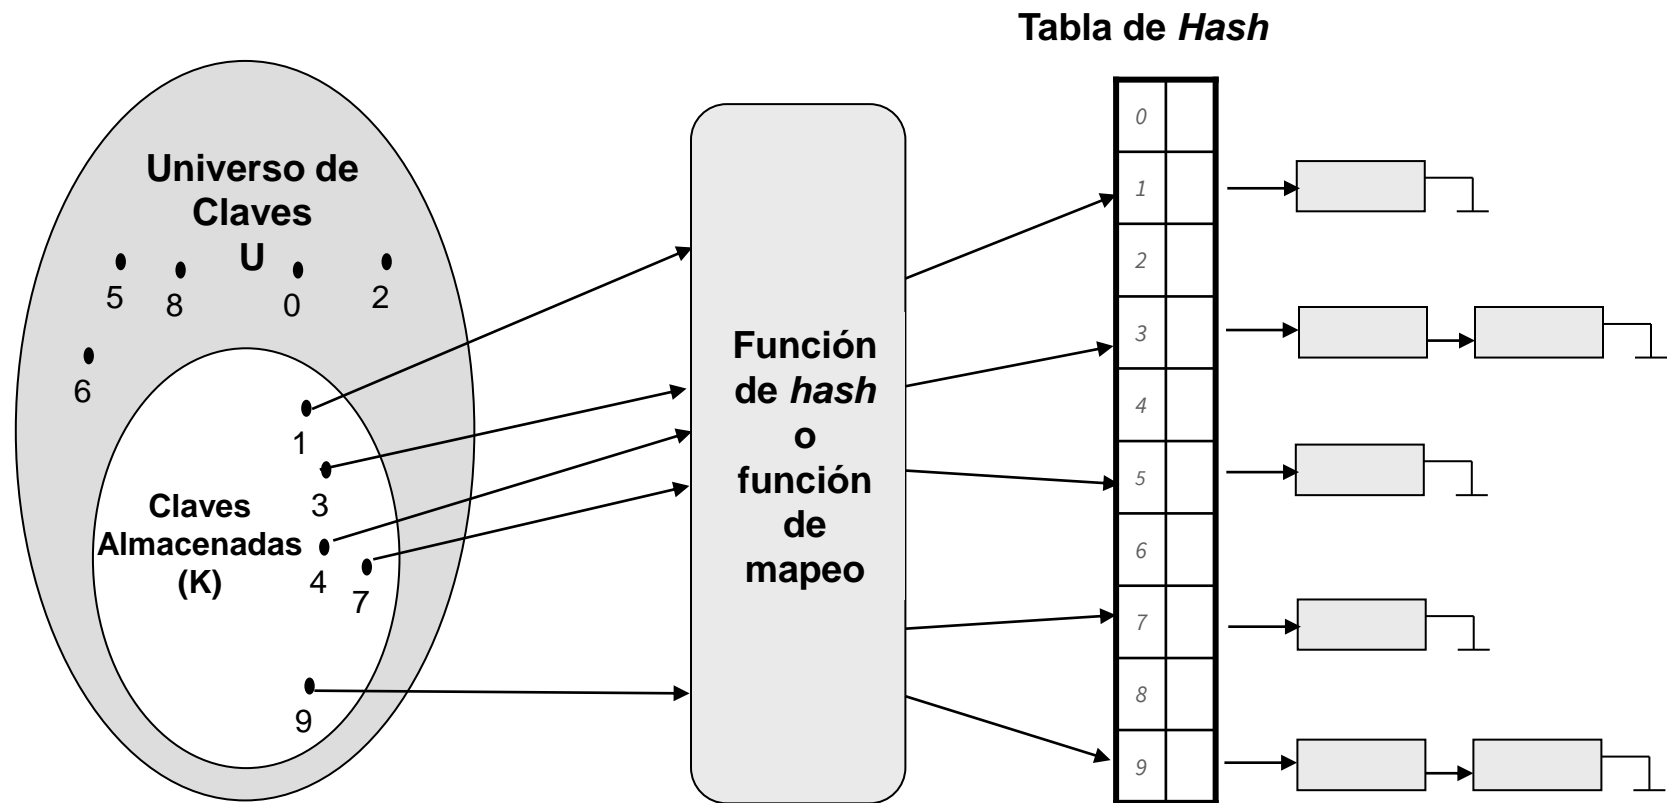 Tabla de Hash
Universo de
Claves
U
5
8
0
2
6
1
3
4
7
9
Claves
Almacenadas
(K)
Función
de hash
o
función
de
mapeo
0
1
2
3
4
5
6
7
8
9